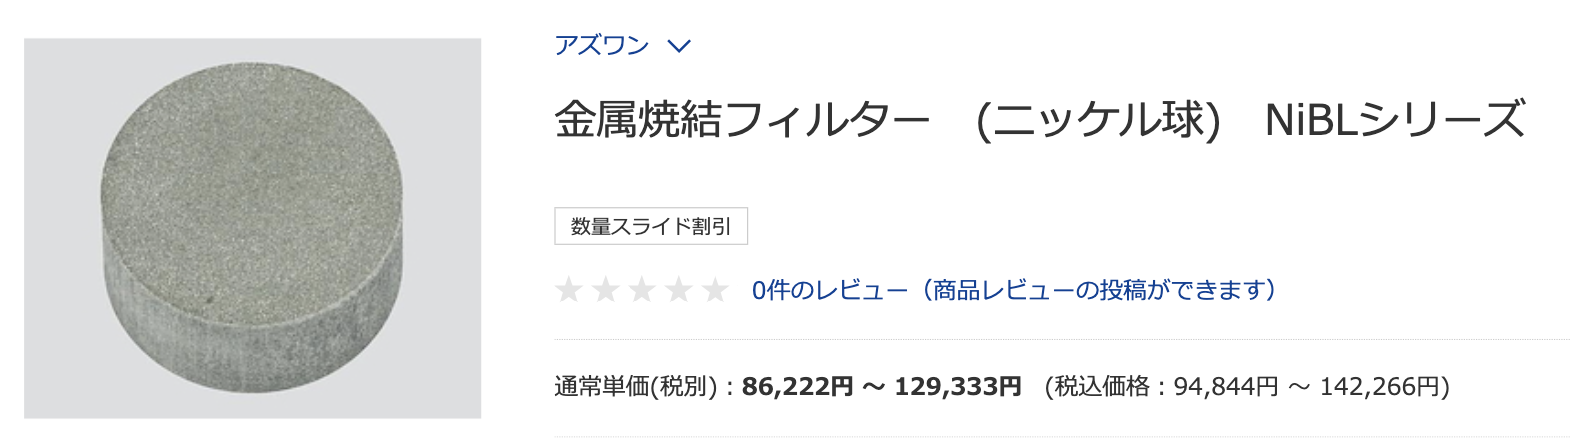 アズワン
金属焼結フィルター　(ニッケル球)　NiBLシリーズ
数量スライド割引
0件のレビュー（商品レビューの投稿ができます）
通常単価(税別)：86,222円 ～ 129,333円　(税込価格：94,844円 ～ 142,266円)